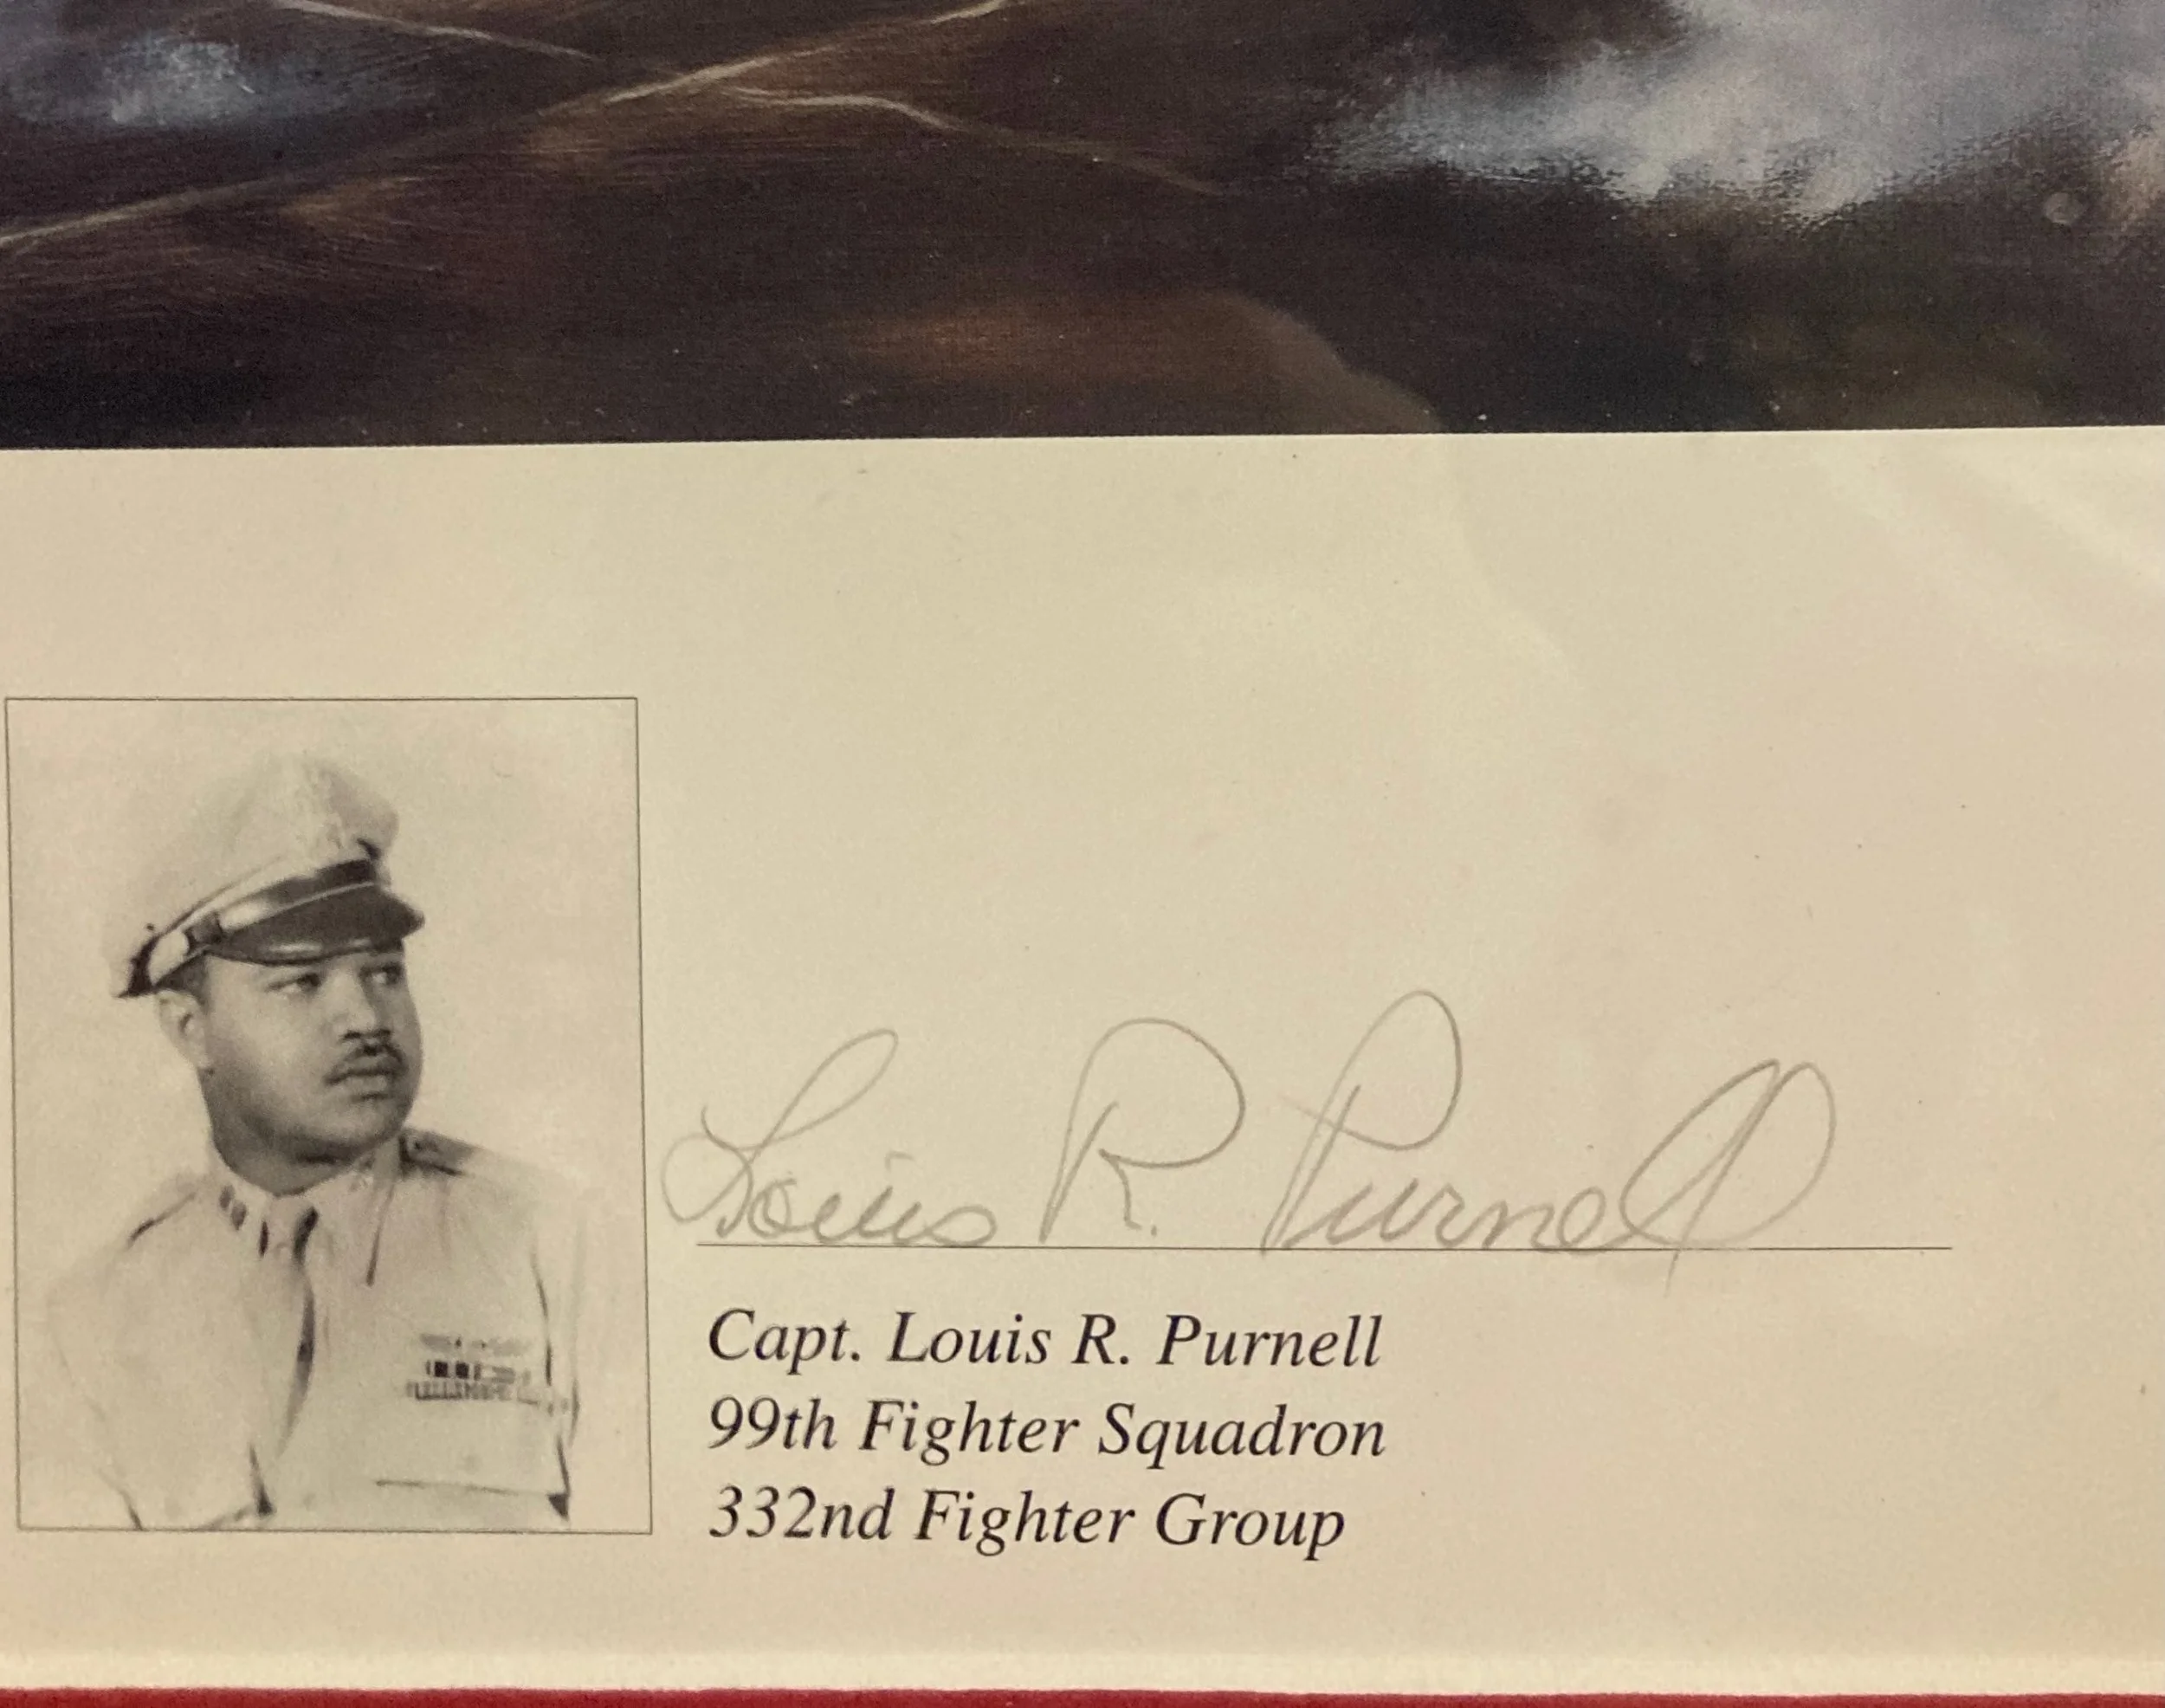 Louis R. Purnell
Capt. Louis R. Purnell
99th Fighter Squadron
332nd Fighter Group